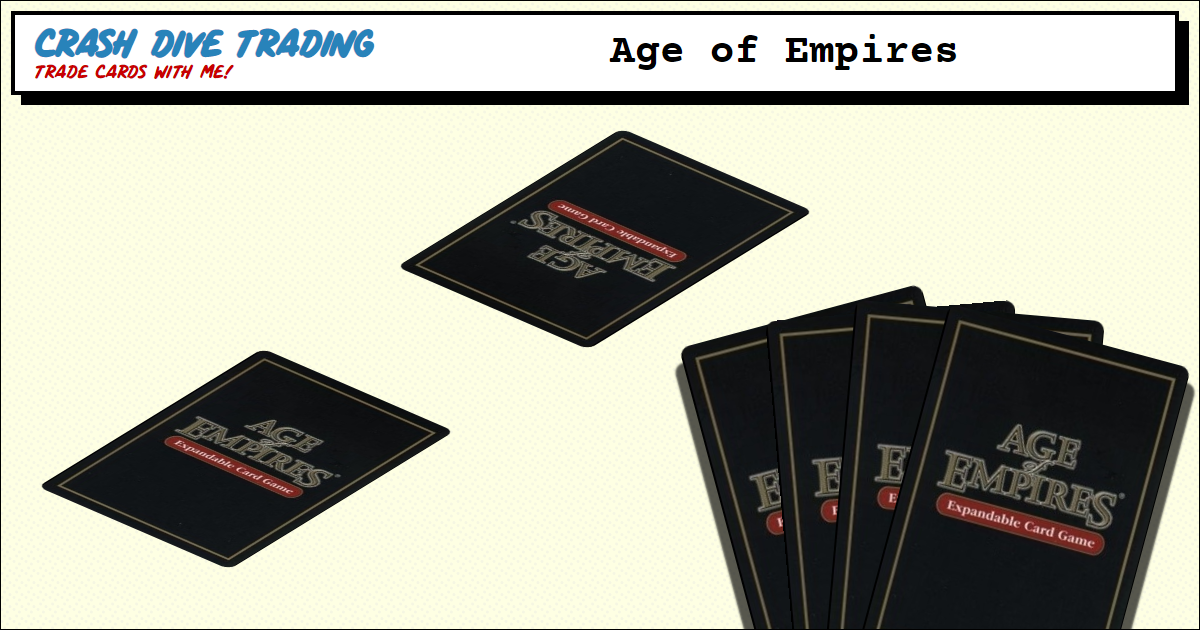 CRASH DIVE TRADING
TRADE CARDS WITH ME!
Age of Empires
Expandable Card Game
EMPIRES
of
AGE
AGE
of
EMPIRES®
Expandable Card Game
E
E
E
E
E
E
AGE
of
EMPIRES®
Expandable Card Game